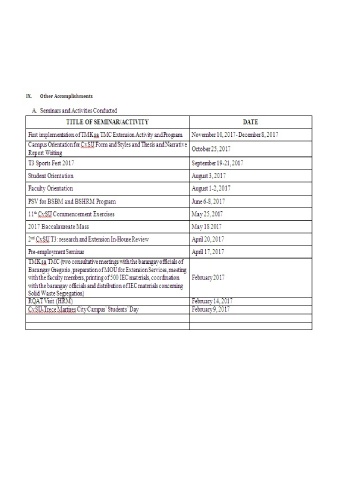 IX. Other Accomplishments
A. Seminars and Activities Conducted
TITLE OF SEMINAR/ACTIVITY DATE
First implementation of TMK sa TMC Extension Activity and Program November 10, 2017- December 8, 2017
Campus Orientation for CvSU Form and Styles and Thesis and Narrative
Report Writing October 25, 2017
T3 Sports Fest 2017 September 19-21, 2017
Student Orientation August 3, 2017
Faculty Orientation August 1-2, 2017
PSV for BSBM and BSHRM Program June 6-8, 2017
11th CvSU Commencement Exercises May 25, 2017
2017 Baccalaureate Mass May 18 2017
2nd CvSU T3: research and Extension In-House Review April 20, 2017
Pre-employment Seminar April 17, 2017
TMK sa TMC (two consultative meetings with the barangay officials of
Barangay Gregorio, preparation of MOU for Extension Services, meeting
with the faculty members, printing of 500 IEC materials, coordination
with the barangay officials and distribution of IEC materials concerning
Solid Waste Segregation) February 2017
RQAT Visit (HRM) February 14, 2017
CvSU-Trece Martires City Campus' Students' Day February 9, 2017